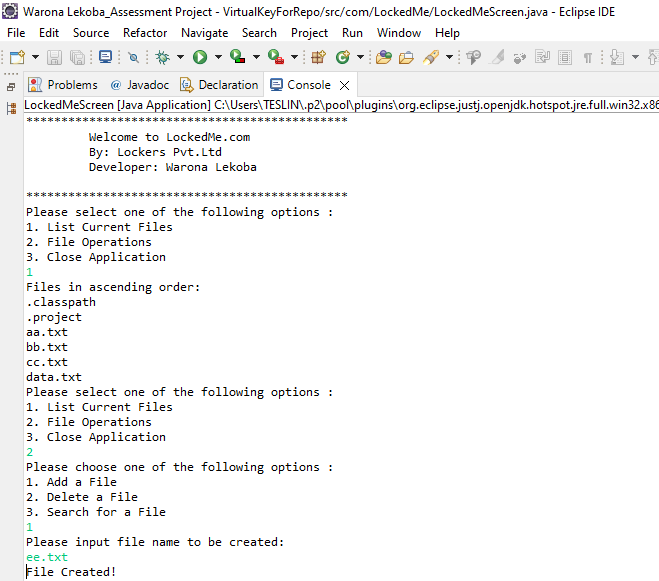 Warona Lekoba_Assessment Project - VirtualKeyForRepo/src/com/LockedMe/LockedMeScreen.java - Eclipse IDE
File Edit Source Refactor Navigate Search Project Run Window Help
Problems @ Javadoc Declaration Console
LockedMeScreen [Java Application] C:\Users\TESLIN\.p2\pool\plugins\org.eclipse.justj.openjdk.hotspot.jre.full.win32.x86
**********************************************
Welcome to LockedMe.com
By: Lockers Pvt.Ltd
Developer: Warona Lekoba
**********************************************
Please select one of the following options :
1. List Current Files
2. File Operations
3. Close Application
1
Files in ascending order:
.classpath
.project
aa.txt
bb.txt
cc.txt
data.txt
Please select one of the following options :
1. List Current Files
2. File Operations
3. Close Application
2
Please choose one of the following options :
1. Add a File
2. Delete a File
3. Search for a File
1
Please input file name to be created:
ee.txt
File Created!